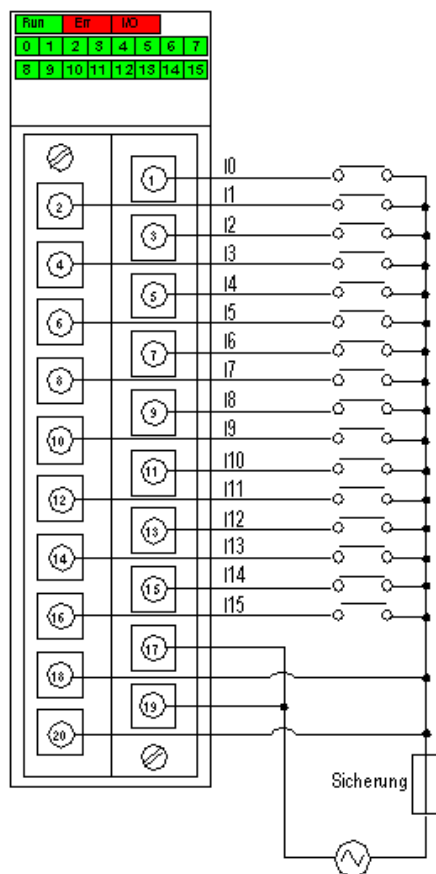 Run Err I/O
0 1 2 3 4 5 6 7
8 9 10 11 12 13 14 15
1 I0
2 I1
3 I2
4 I3
5 I4
6 I5
7 I6
8 I7
9 I8
10 I9
11 I10
12 I11
13 I12
14 I13
15 I14
16 I15
17
18
19
20
Sicherung